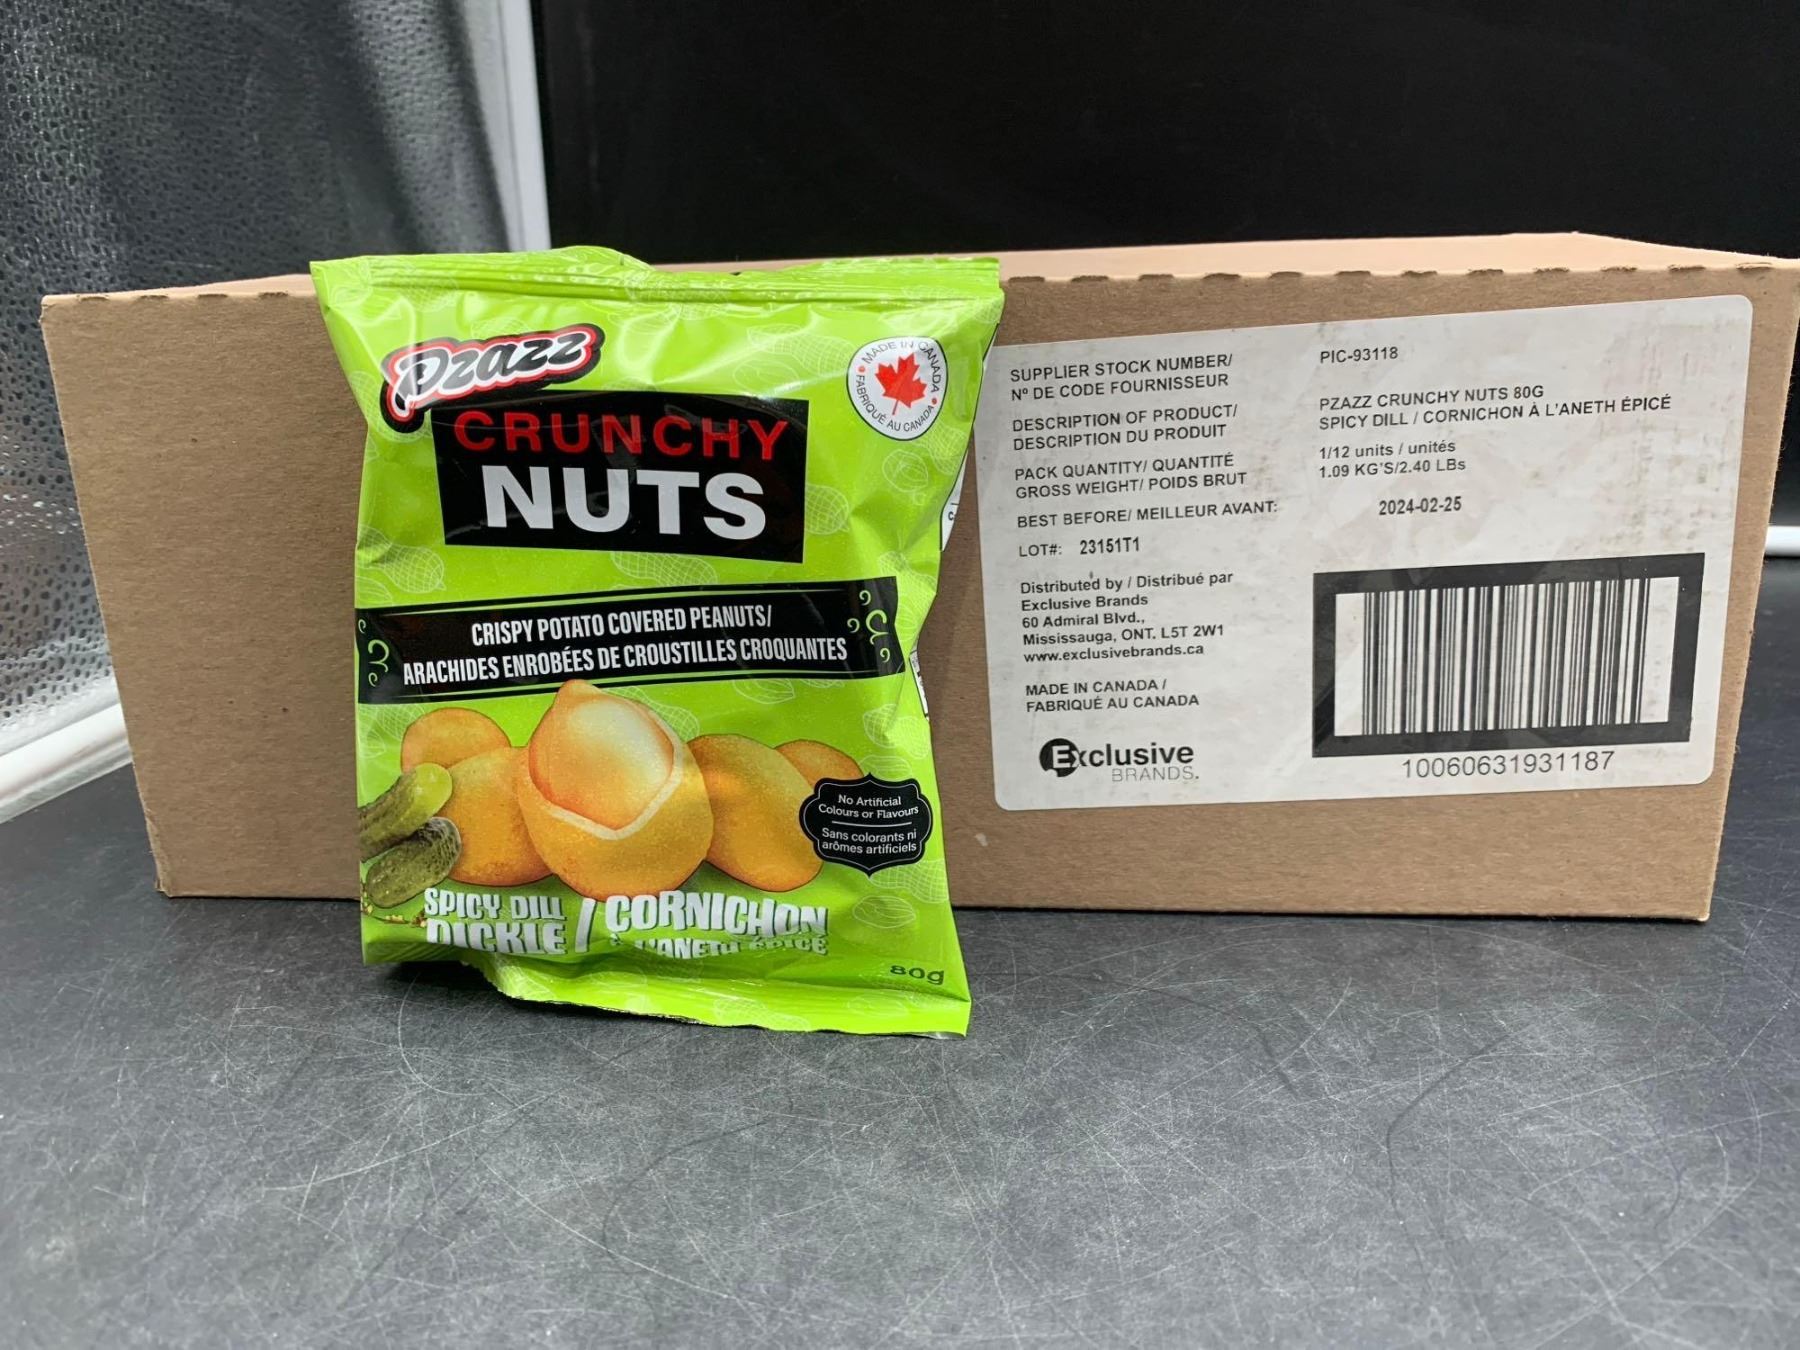 Pzazz
CRUNCHY
NUTS
MADE IN CANADA
FABRIQUÉ AU CANADA
CRISPY POTATO COVERED PEANUTS/
ARACHIDES ENROBÉES DE CROUSTILLES CROQUANTES
No Artificial
Colours or Flavours
Sans colorants ni
arômes artificiels
SPICY DILL
PICKLE / CORNICHON
À L'ANETH ÉPICÉ
80g
SUPPLIER STOCK NUMBER/ PIC-93118
Nº DE CODE FOURNISSEUR
DESCRIPTION OF PRODUCT/ PZAZZ CRUNCHY NUTS 80G
DESCRIPTION DU PRODUIT SPICY DILL / CORNICHON À L'ANETH ÉPICÉ
PACK QUANTITY/ QUANTITÉ 1/12 units / unités
GROSS WEIGHT/ POIDS BRUT 1.09 KG'S/2.40 LBs
BEST BEFORE/ MEILLEUR AVANT: 2024-02-25
LOT#: 23151T1
Distributed by / Distribué par
Exclusive Brands
60 Admiral Blvd.,
Mississauga, ONT. L5T 2W1
www.exclusivebrands.ca
MADE IN CANADA /
FABRIQUÉ AU CANADA
Exclusive
BRANDS.
10060631931187